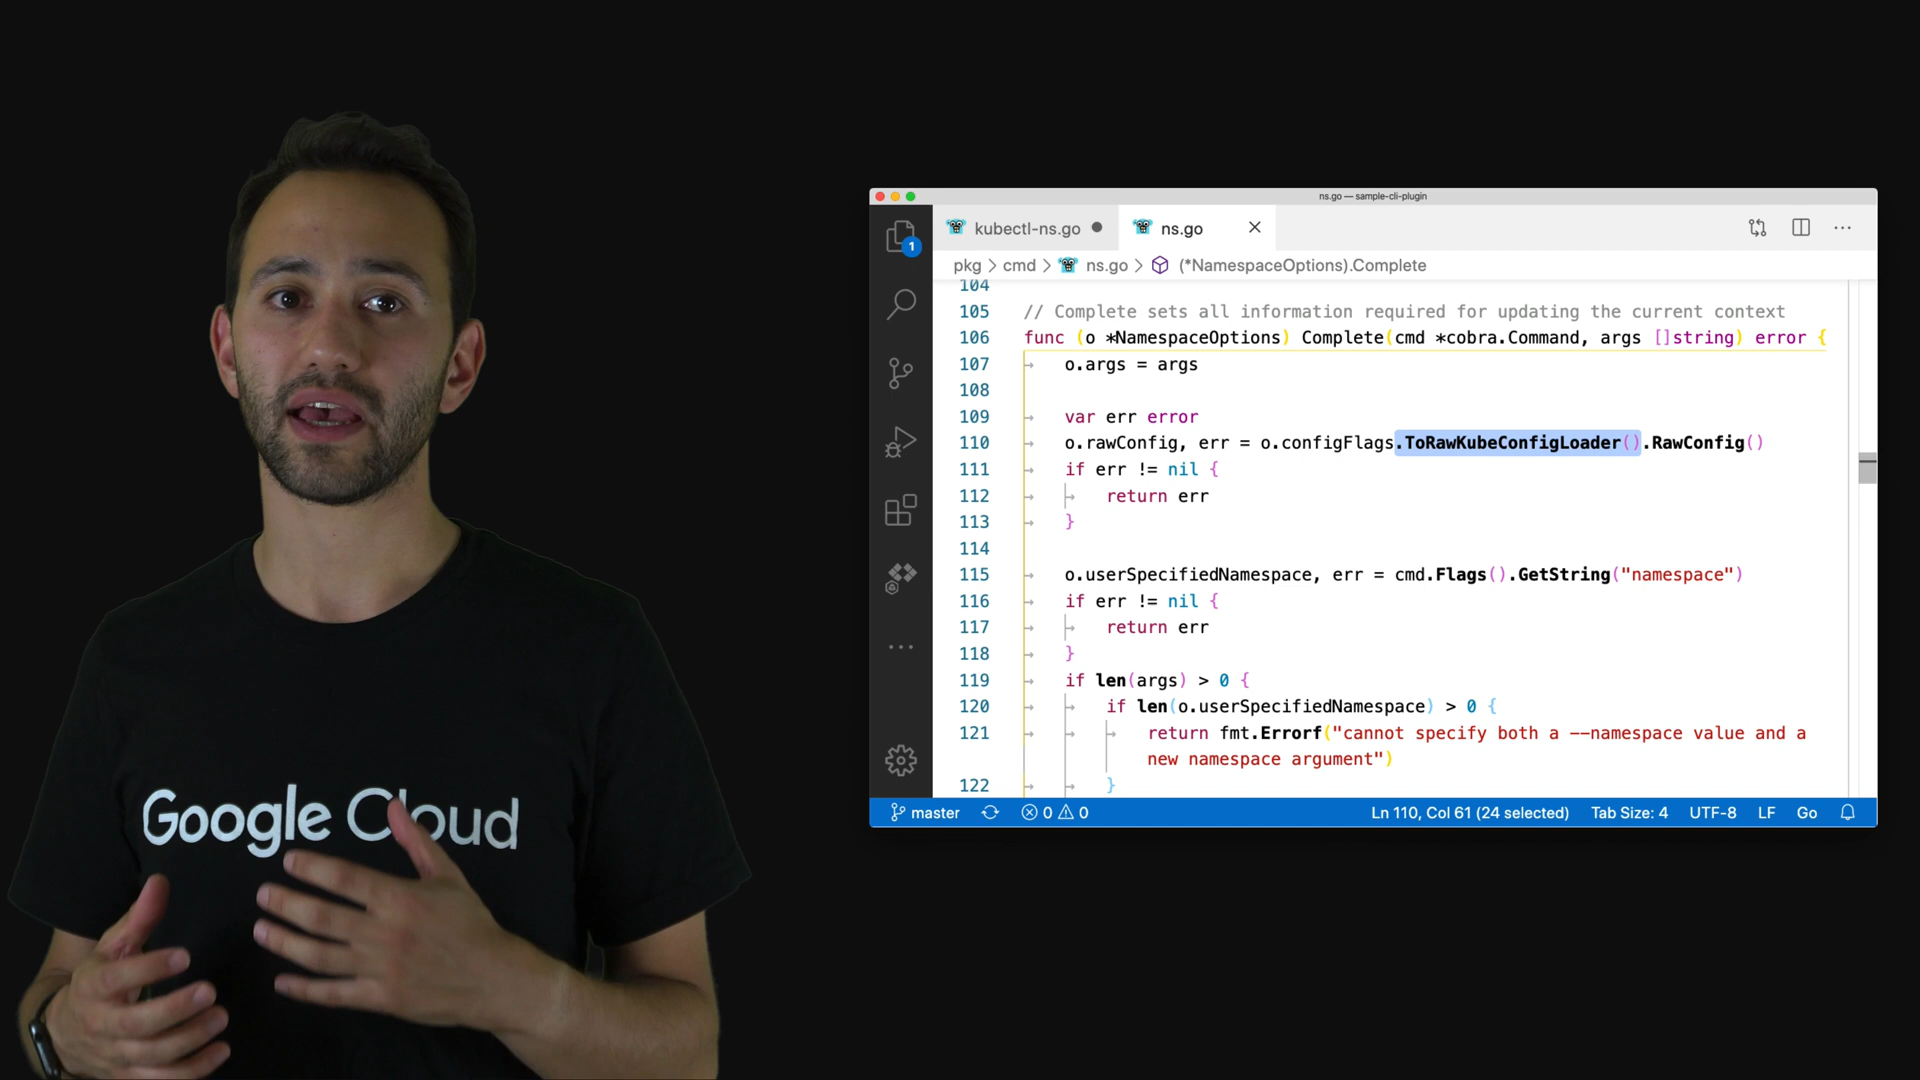 Google Cloud
ns.go — sample-cli-plugin
1
kubectl-ns.go
ns.go
pkg > cmd > ns.go > (*NamespaceOptions).Complete
104
105 // Complete sets all information required for updating the current context
106 func (o *NamespaceOptions) Complete(cmd *cobra.Command, args []string) error {
107 o.args = args
108
109 var err error
110 o.rawConfig, err = o.configFlags.ToRawKubeConfigLoader().RawConfig()
111 if err != nil {
112 return err
113 }
114
115 o.userSpecifiedNamespace, err = cmd.Flags().GetString("namespace")
116 if err != nil {
117 return err
118 }
119 if len(args) > 0 {
120 if len(o.userSpecifiedNamespace) > 0 {
121 return fmt.Errorf("cannot specify both a --namespace value and a
new namespace argument")
122 }
master 0 0 Ln 110, Col 61 (24 selected) Tab Size: 4 UTF-8 LF Go